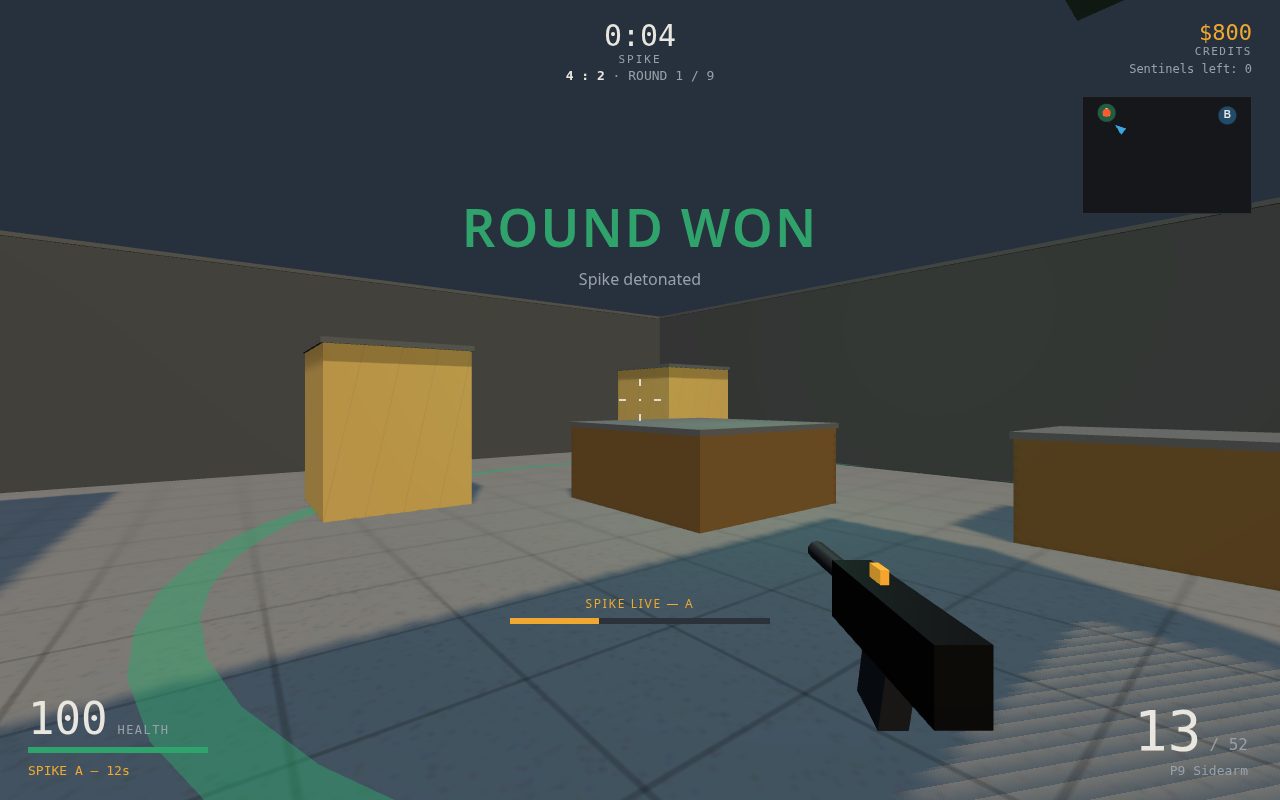 0:04
SPIKE
4 : 2 · ROUND 1 / 9
$800
CREDITS
Sentinels left: 0
B
ROUND WON
Spike detonated
SPIKE LIVE — A
100 HEALTH
SPIKE A — 12s
13 / 52
P9 Sidearm